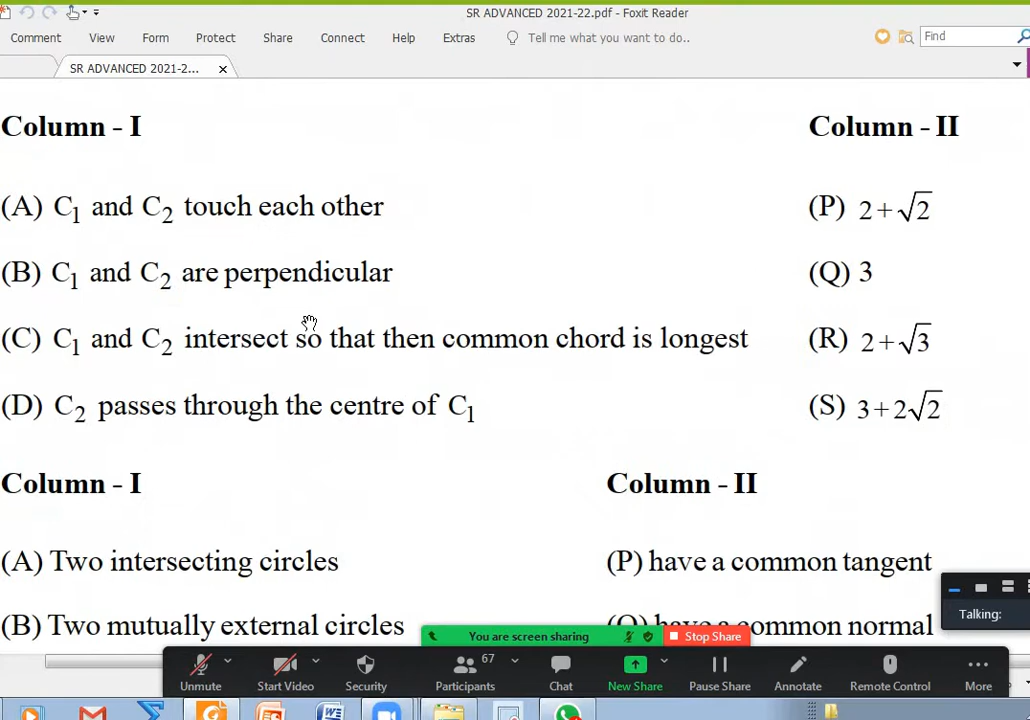 SR ADVANCED 2021-22.pdf - Foxit Reader
Comment View Form Protect Share Connect Help Extras Tell me what you want to do.. Find
SR ADVANCED 2021-2... ×
Column - I Column - II
(A) C₁ and C₂ touch each other (P) 2 + √2
(B) C₁ and C₂ are perpendicular (Q) 3
(C) C₁ and C₂ intersect so that then common chord is longest (R) 2 + √3
(D) C₂ passes through the centre of C₁ (S) 3 + 2√2
Column - I Column - II
(A) Two intersecting circles (P) have a common tangent
(B) Two mutually external circles (Q) have a common normal
Talking:
You are screen sharing Stop Share
67
Unmute Start Video Security Participants Chat New Share Pause Share Annotate Remote Control More